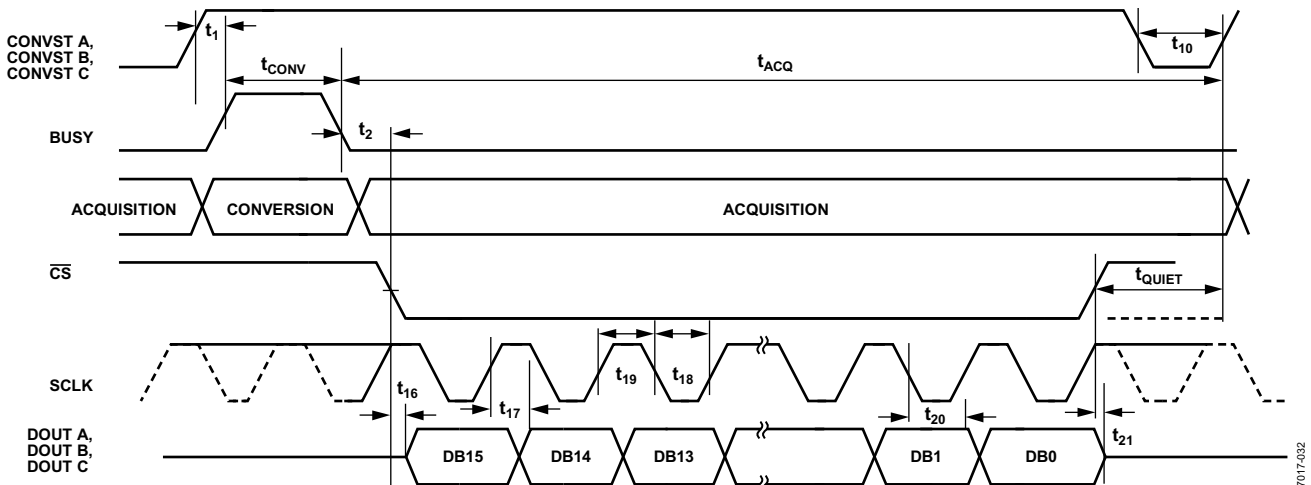 CONVST A,
CONVST B,
CONVST C
t1
tCONV
tACQ
t10
BUSY
t2
ACQUISITION
CONVERSION
ACQUISITION
CS
tQUIET
SCLK
t16
t17
t19
t18
t20
t21
DOUT A,
DOUT B,
DOUT C
DB15
DB14
DB13
DB1
DB0
7017-032